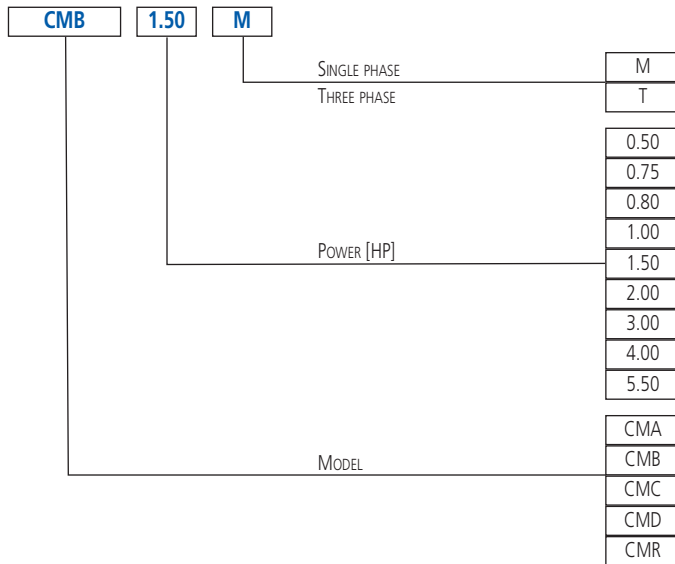 CMB 1.50 M
SINGLE PHASE M
THREE PHASE T
0.50
0.75
0.80
1.00
POWER [HP] 1.50
2.00
3.00
4.00
5.50
CMA
MODEL CMB
CMC
CMD
CMR